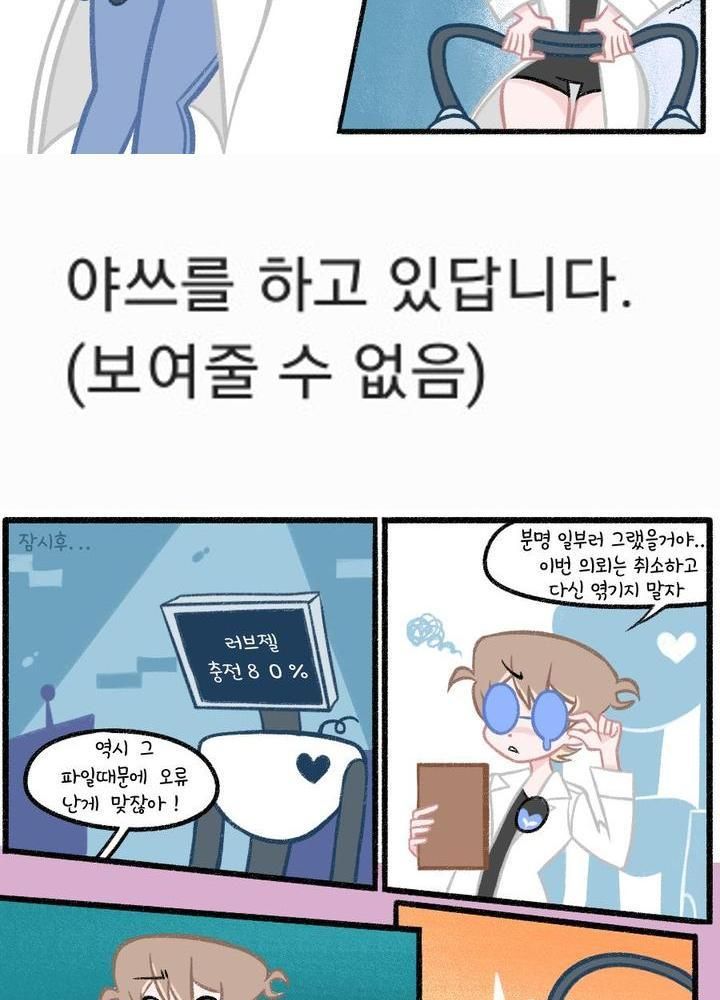 야쓰를 하고 있답니다.
(보여줄 수 없음)
잠시후...
러브젤
충전80%
역시 그
파일때문에 오류
난게 맞잖아!
분명 일부러 그랬을거야..
이번 의뢰는 취소하고
다신 엮기지 말자